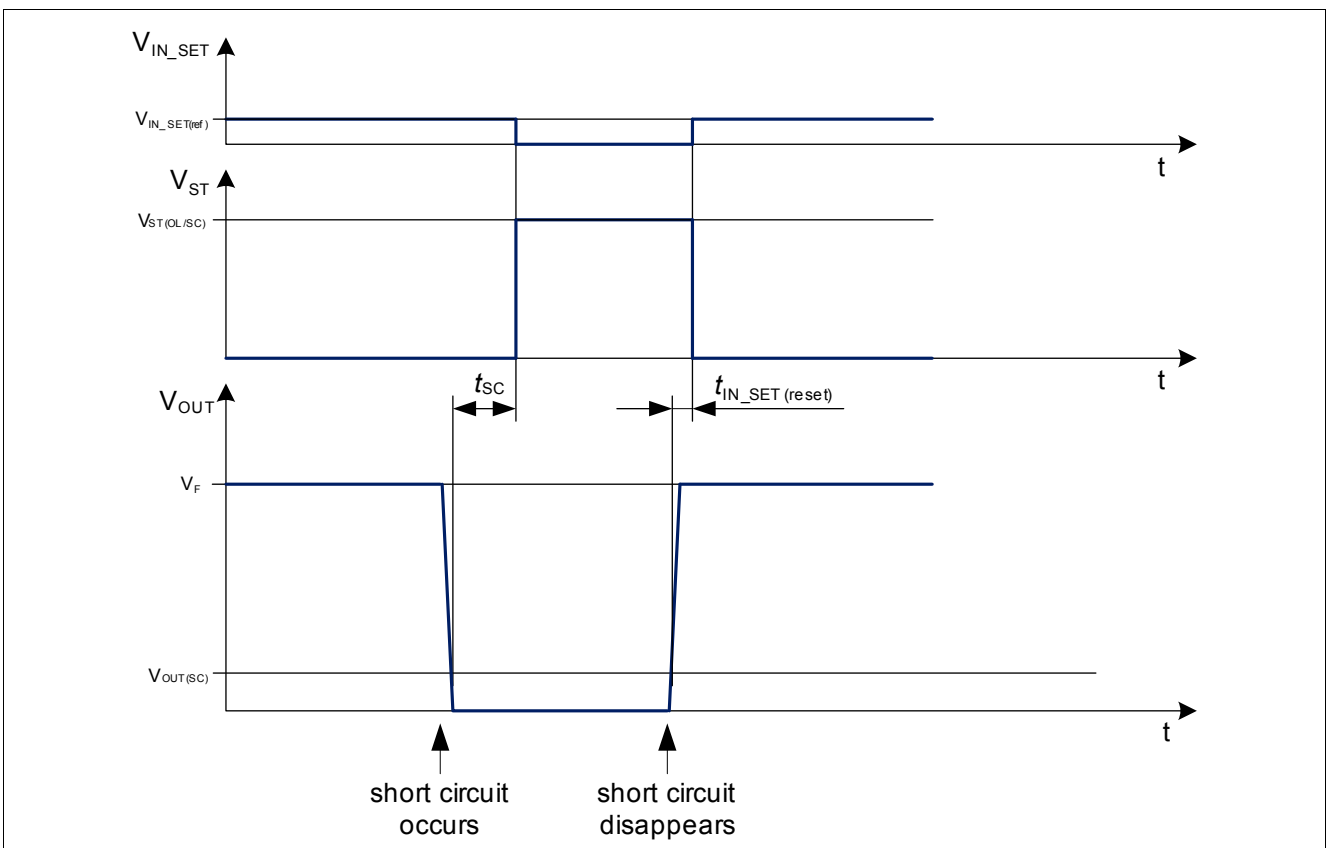 V_IN_SET
V_IN_SET(ref)
t
V_ST
V_ST(OL/SC)
t
V_OUT
t_SC
t_IN_SET (reset)
V_F
V_OUT(SC)
t
short circuit
occurs
short circuit
disappears